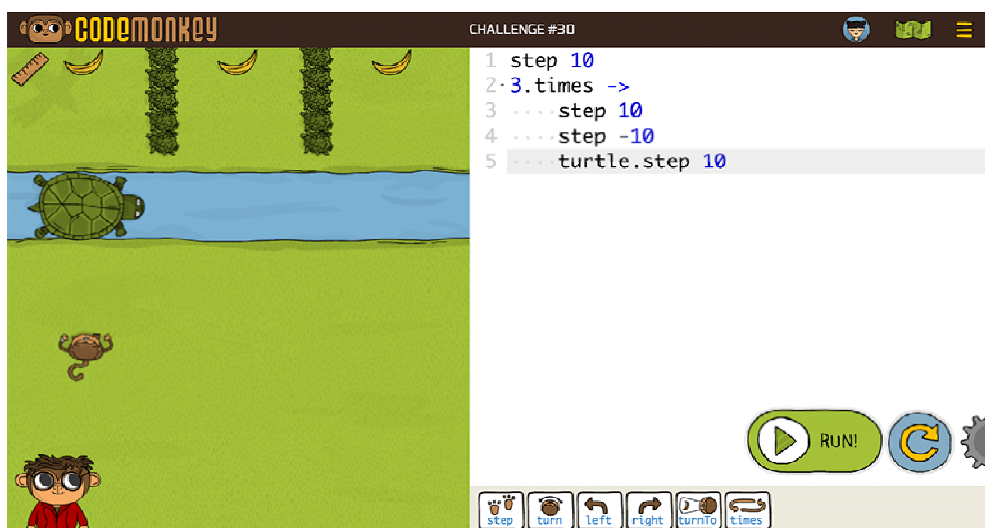 CODEMONKEY
CHALLENGE #30
1 step 10
2 3.times ->
3 step 10
4 step -10
5 turtle.step 10
RUN!
step turn left right turnTo times